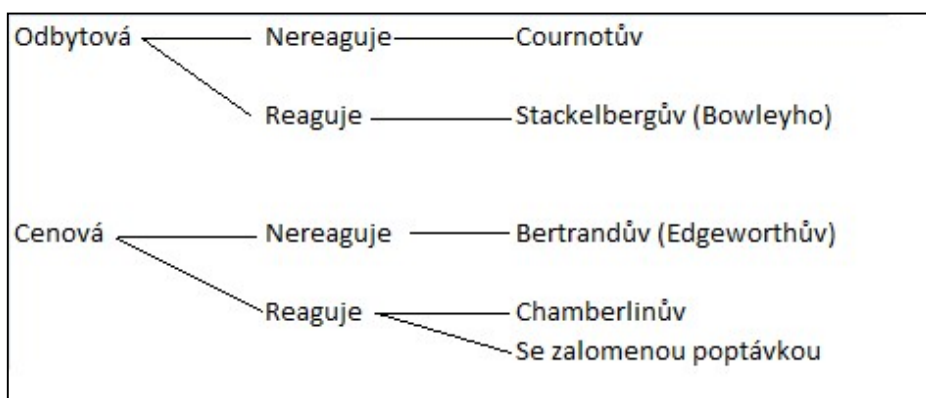 Odbytová Nereaguje Cournotův
Reaguje Stackelbergův (Bowleyho)
Cenová Nereaguje Bertrandův (Edgeworthův)
Reaguje Chamberlinův
Se zalomenou poptávkou